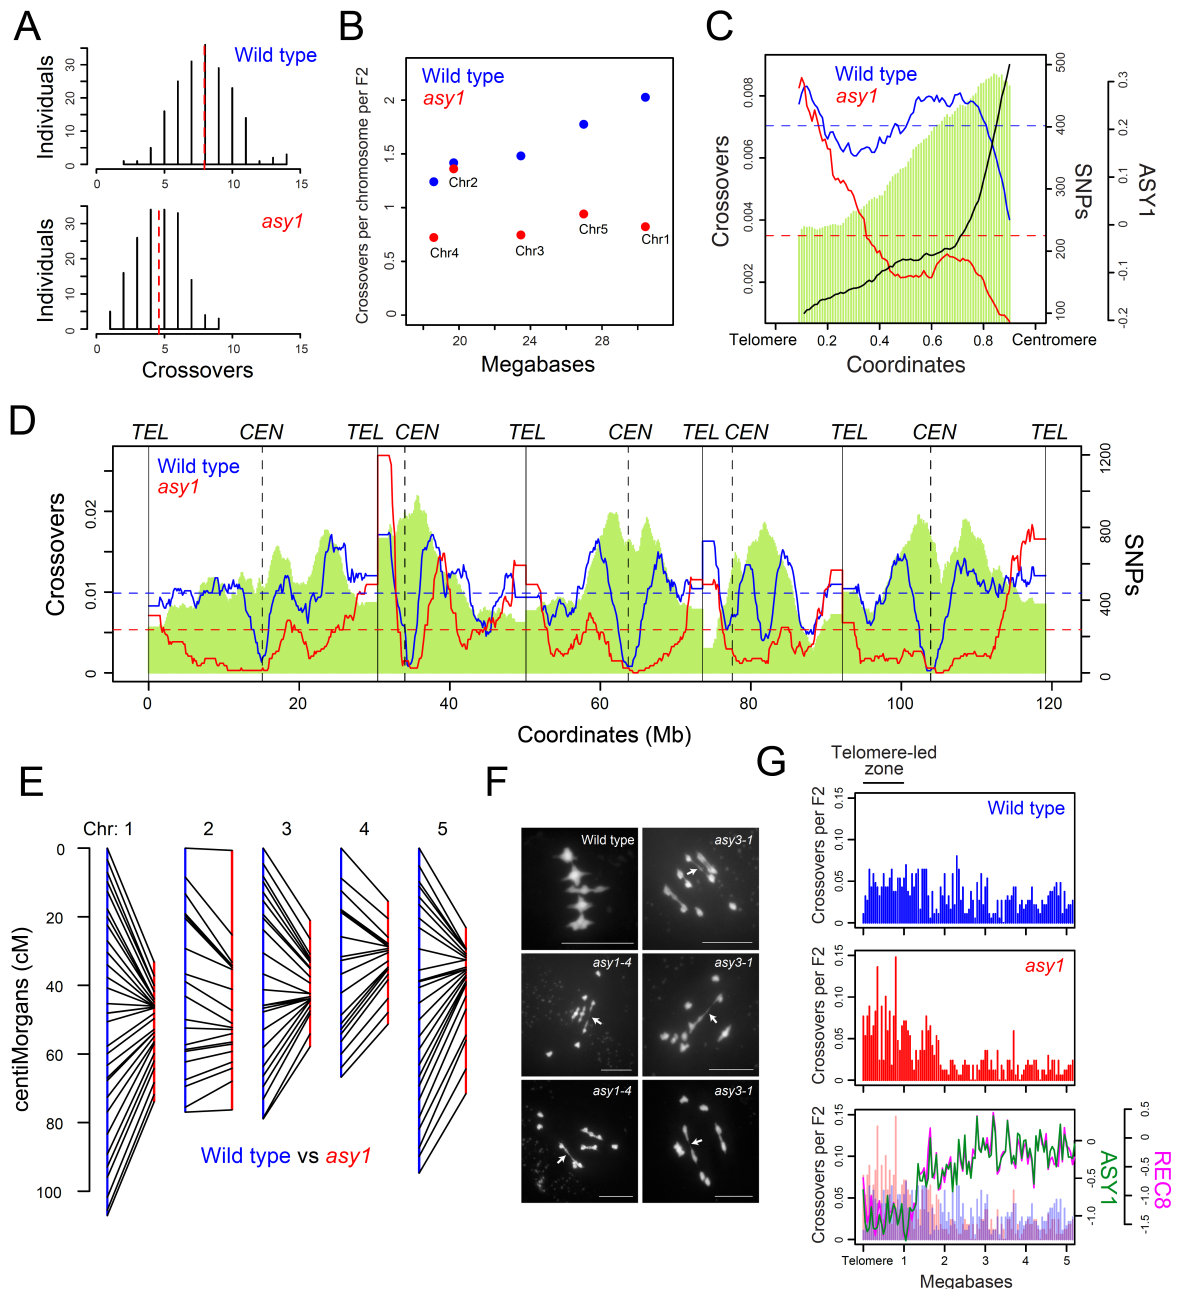 A
Individuals
0 10 20 30
Wild type
0 5 10 15
Individuals
0 10 20 30
asy1
0 5 10 15
Crossovers
B
Crossovers per chromosome per F2
0 0.5 1 1.5 2
Wild type
asy1
Chr2
Chr4
Chr3
Chr5
Chr1
20 24 28
Megabases
C
Crossovers
0.002 0.004 0.006 0.008
Wild type
asy1
100 200 300 400 500
SNPs
-0.2 -0.1 0 0.1 0.2 0.3
ASY1
Telomere 0.2 0.4 0.6 0.8 Centromere
Coordinates
D
TEL CEN TEL CEN TEL CEN TEL CEN TEL CEN TEL
Wild type
asy1
Crossovers
0 0.01 0.02
0 400 800 1200
SNPs
0 20 40 60 80 100 120
Coordinates (Mb)
E
Chr: 1 2 3 4 5
centiMorgans (cM)
0
20
40
60
80
100
Wild type vs asy1
F
Wild type
asy3-1
asy1-4
asy3-1
asy1-4
asy3-1
G
Telomere-led
zone
Crossovers per F2
0 0.05 0.10 0.15
Wild type
Crossovers per F2
0 0.05 0.10 0.15
asy1
Crossovers per F2
0 0.05 0.10 0.15
-1.0 -0.5 0
ASY1
-1.5 -1.0 -0.5 0 0.5
REC8
Telomere 1 2 3 4 5
Megabases